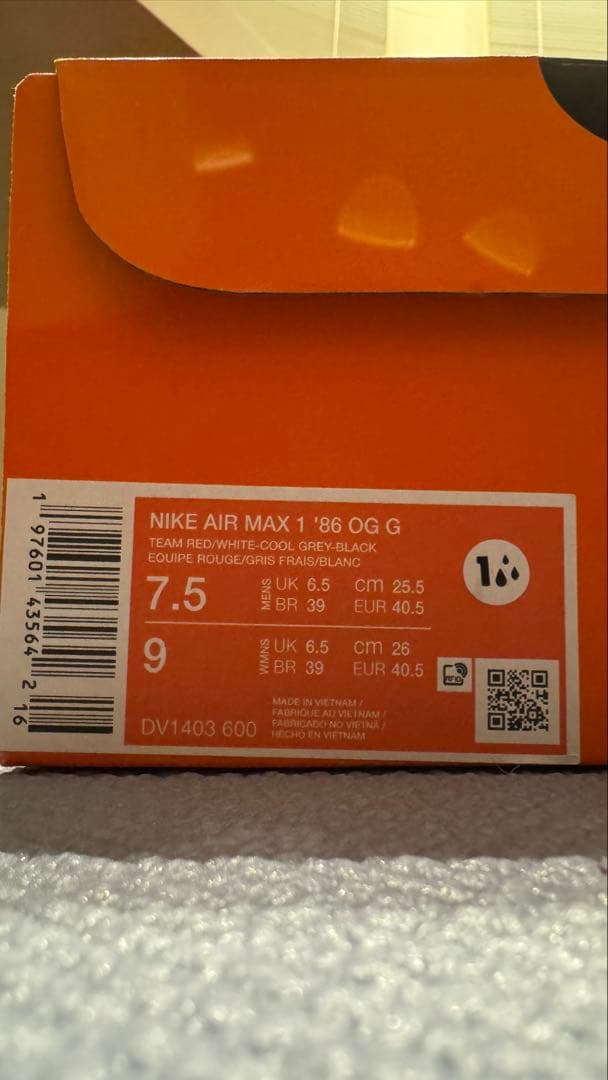 NIKE AIR MAX 1 '86 OG G
TEAM RED/WHITE-COOL GREY-BLACK
EQUIPE ROUGE/GRIS FRAIS/BLANC
7.5 MENS UK 6.5 cm 25.5
BR 39 EUR 40.5
9 WMNS UK 6.5 cm 26
BR 39 EUR 40.5
DV1403 600
MADE IN VIETNAM /
FABRIQUE AU VIETNAM /
FABRICADO NO VIETNÃ /
HECHO EN VIETNAM
RFID
1
1 97601 43564 2 16